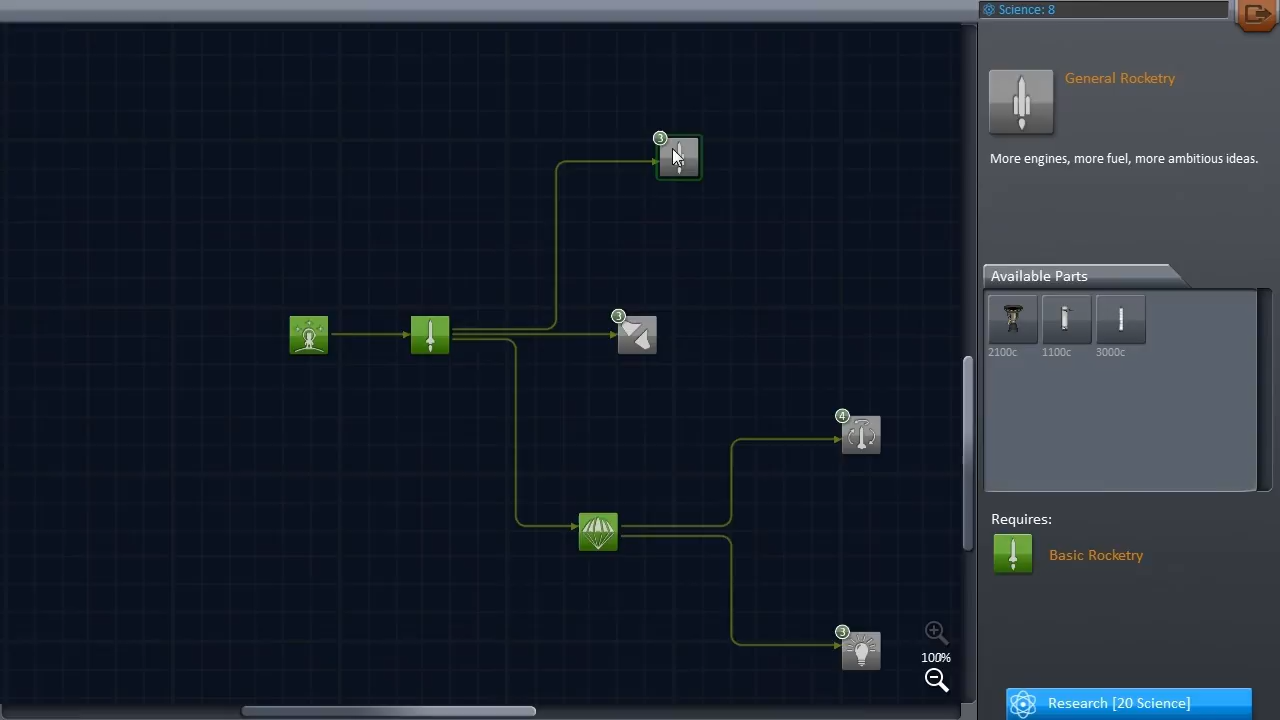 Science: 8
General Rocketry
More engines, more fuel, more ambitious ideas.
3
3
4
3
Available Parts
2100c
1100c
3000c
Requires:
Basic Rocketry
100%
Research [20 Science]